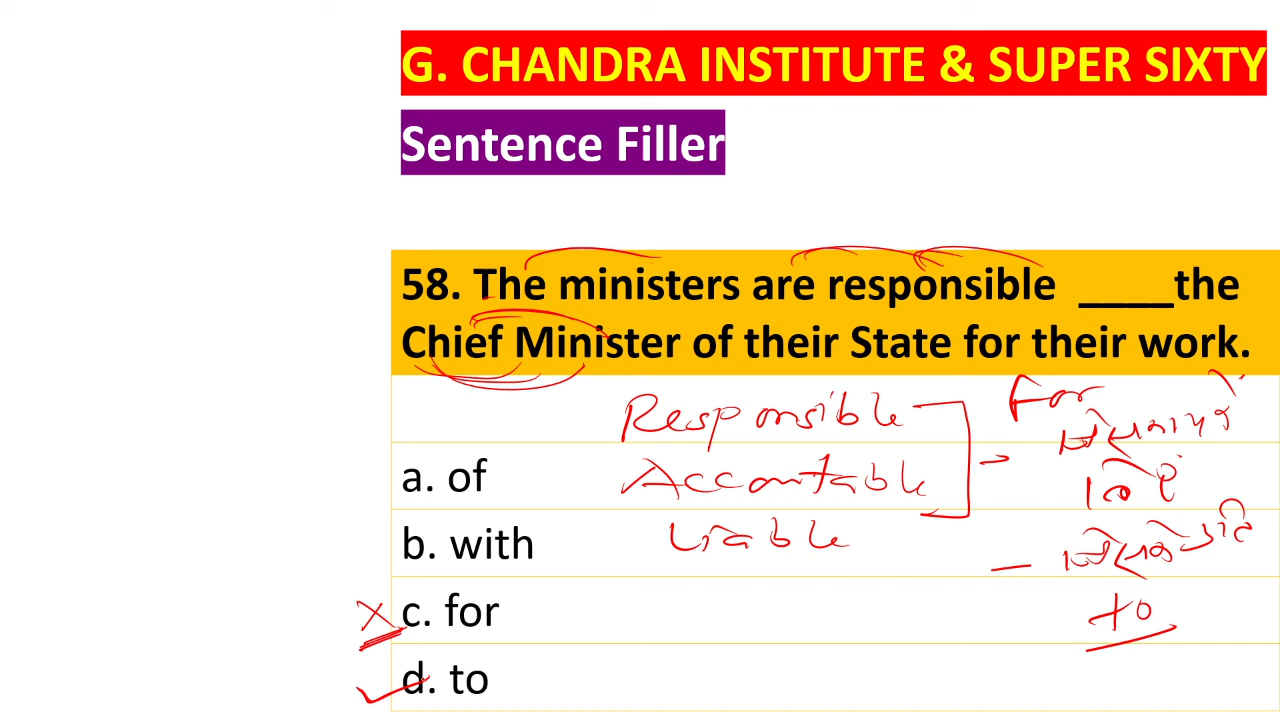 G. CHANDRA INSTITUTE & SUPER SIXTY
Sentence Filler
58. The ministers are responsible ____the
Chief Minister of their State for their work.
Responsible
For
a. of
Accountable
b. with
Liable
c. for
to
d. to